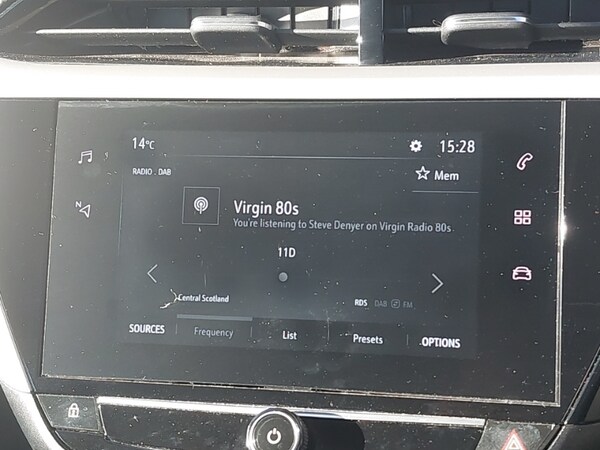 14°C
15:28
RADIO . DAB
Mem
N
Virgin 80s
You're listening to Steve Denyer on Virgin Radio 80s
11D
Central Scotland
RDS DAB FM
SOURCES Frequency List Presets OPTIONS